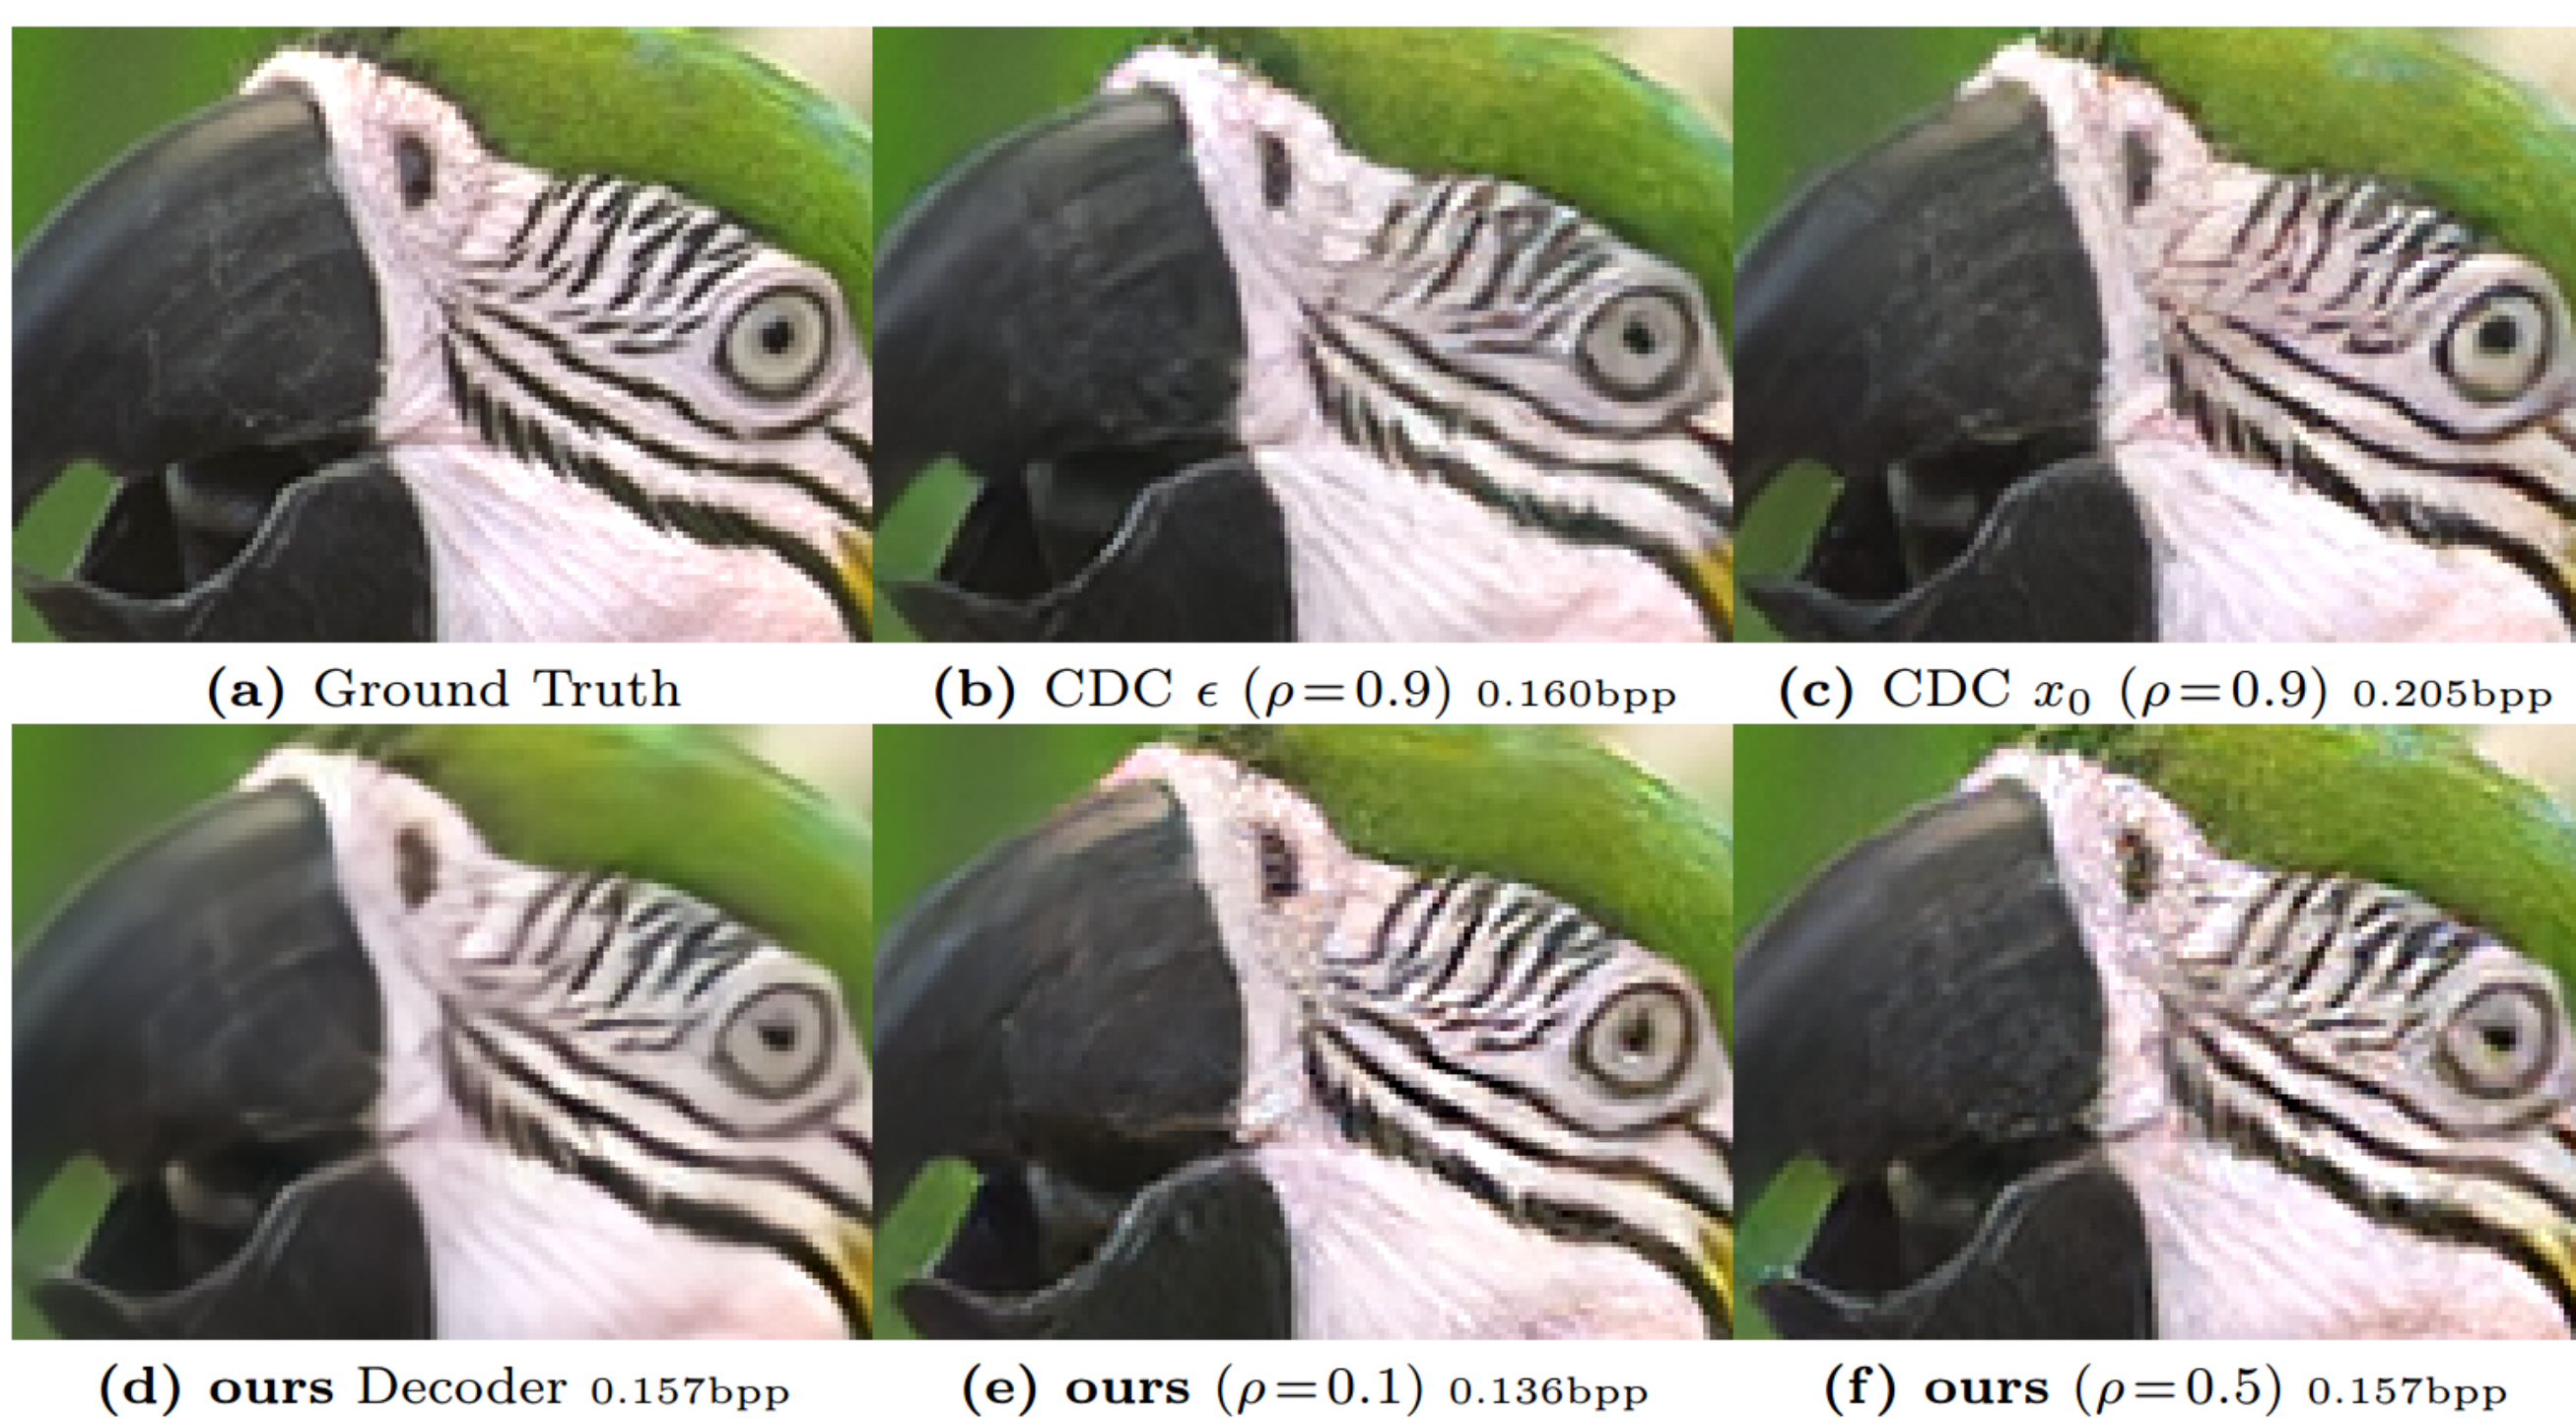 (a) Ground Truth
(b) CDC ϵ (ρ=0.9) 0.160bpp
(c) CDC x₀ (ρ=0.9) 0.205bpp
(d) ours Decoder 0.157bpp
(e) ours (ρ=0.1) 0.136bpp
(f) ours (ρ=0.5) 0.157bpp